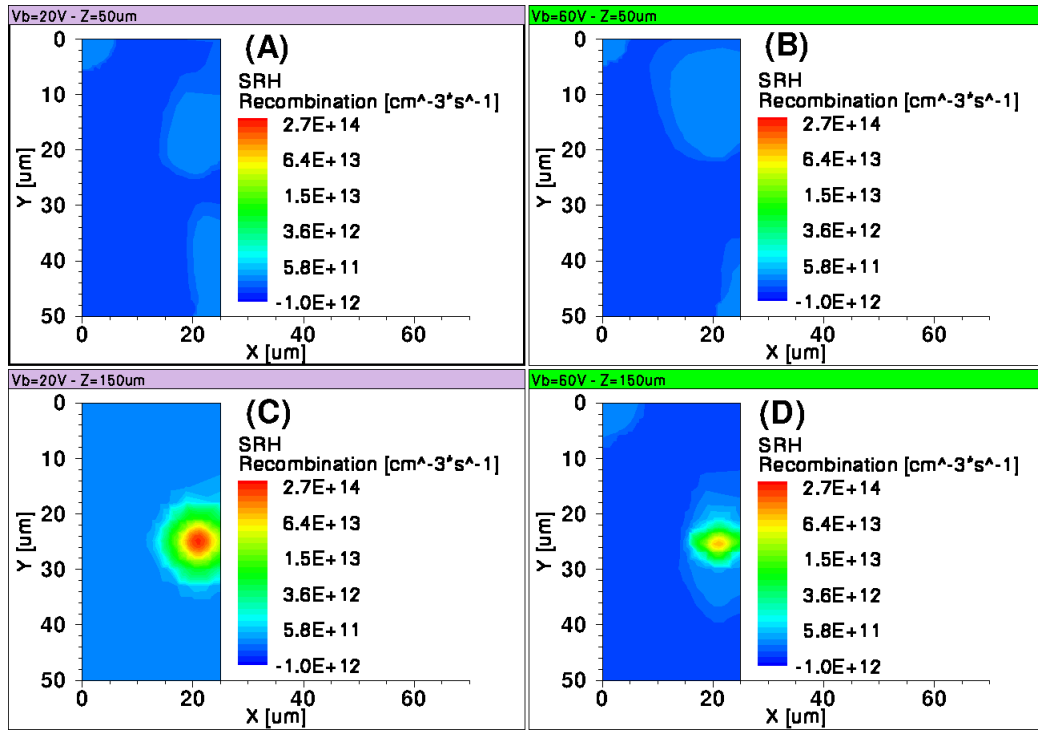 Vb=20V - Z=50um
(A)
SRH
Recombination [cm^-3*s^-1]
2.7E+14
6.4E+13
1.5E+13
3.6E+12
5.8E+11
-1.0E+12
0
10
20
30
40
50
Y [um]
0 20 40 60
X [um]
Vb=60V - Z=50um
(B)
SRH
Recombination [cm^-3*s^-1]
2.7E+14
6.4E+13
1.5E+13
3.6E+12
5.8E+11
-1.0E+12
0
10
20
30
40
50
Y [um]
0 20 40 60
X [um]
Vb=20V - Z=150um
(C)
SRH
Recombination [cm^-3*s^-1]
2.7E+14
6.4E+13
1.5E+13
3.6E+12
5.8E+11
-1.0E+12
0
10
20
30
40
50
Y [um]
0 20 40 60
X [um]
Vb=60V - Z=150um
(D)
SRH
Recombination [cm^-3*s^-1]
2.7E+14
6.4E+13
1.5E+13
3.6E+12
5.8E+11
-1.0E+12
0
10
20
30
40
50
Y [um]
0 20 40 60
X [um]